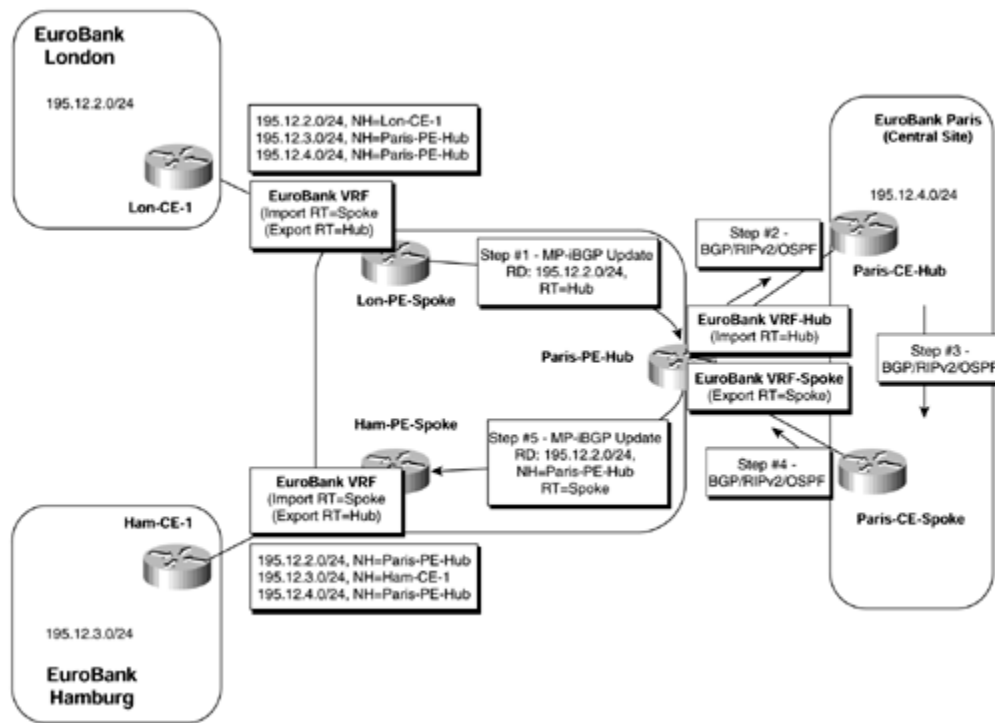 EuroBank
London
195.12.2.0/24
Lon-CE-1
195.12.2.0/24, NH=Lon-CE-1
195.12.3.0/24, NH=Paris-PE-Hub
195.12.4.0/24, NH=Paris-PE-Hub
EuroBank VRF
(Import RT=Spoke
(Export RT=Hub)
Lon-PE-Spoke
Step #1 - MP-iBGP Update
RD: 195.12.2.0/24,
RT=Hub
Step #2 -
BGP/RIPv2/OSPF
EuroBank Paris
(Central Site)
195.12.4.0/24
Paris-CE-Hub
EuroBank VRF-Hub
(Import RT=Hub)
Paris-PE-Hub
EuroBank VRF-Spoke
(Export RT=Spoke)
Step #3 -
BGP/RIPv2/OSPF
Ham-PE-Spoke
Step #5 - MP-iBGP Update
RD: 195.12.2.0/24,
NH=Paris-PE-Hub
RT=Spoke
Step #4 -
BGP/RIPv2/OSPF
Paris-CE-Spoke
EuroBank VRF
(Import RT=Spoke
(Export RT=Hub)
Ham-CE-1
195.12.2.0/24, NH=Paris-PE-Hub
195.12.3.0/24, NH=Ham-CE-1
195.12.4.0/24, NH=Paris-PE-Hub
195.12.3.0/24
EuroBank
Hamburg